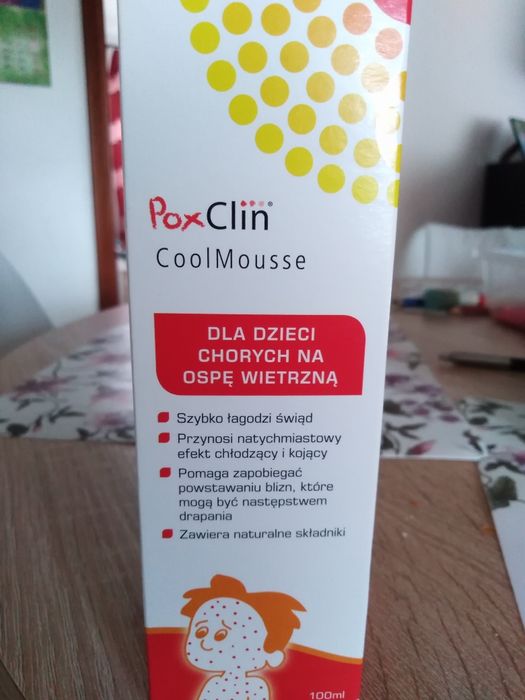 PoxClin®
CoolMousse
DLA DZIECI
CHORYCH NA
OSPĘ WIETRZNĄ
Szybko łagodzi świąd
Przynosi natychmiastowy
efekt chłodzący i kojący
Pomaga zapobiegać
powstawaniu blizn, które
mogą być następstwem
drapania
Zawiera naturalne składniki
100ml